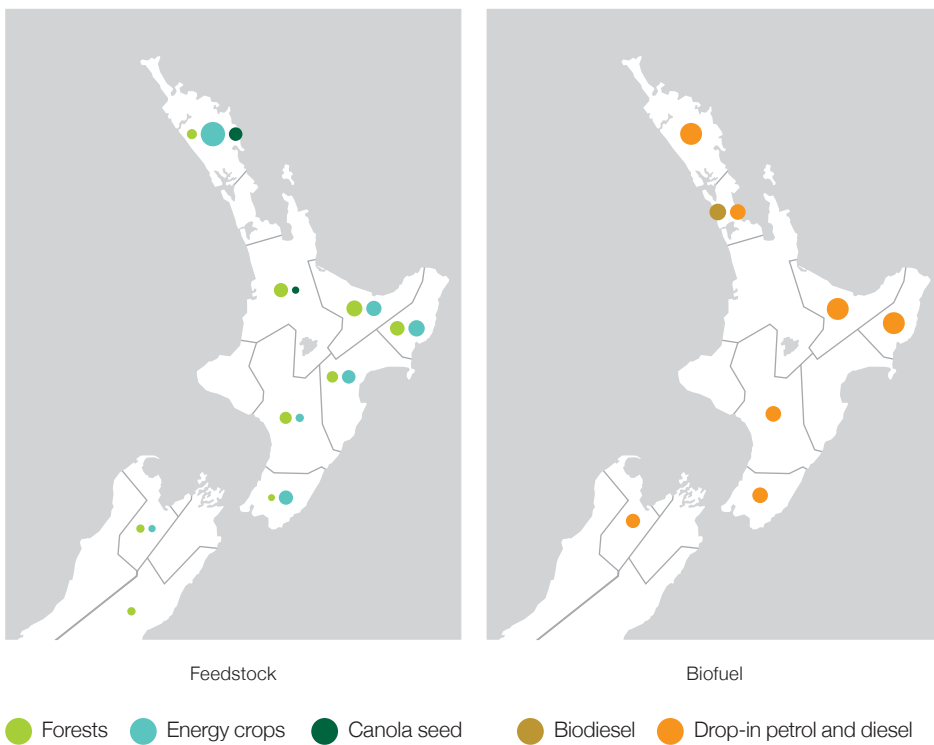 Feedstock
Biofuel
Forests
Energy crops
Canola seed
Biodiesel
Drop-in petrol and diesel